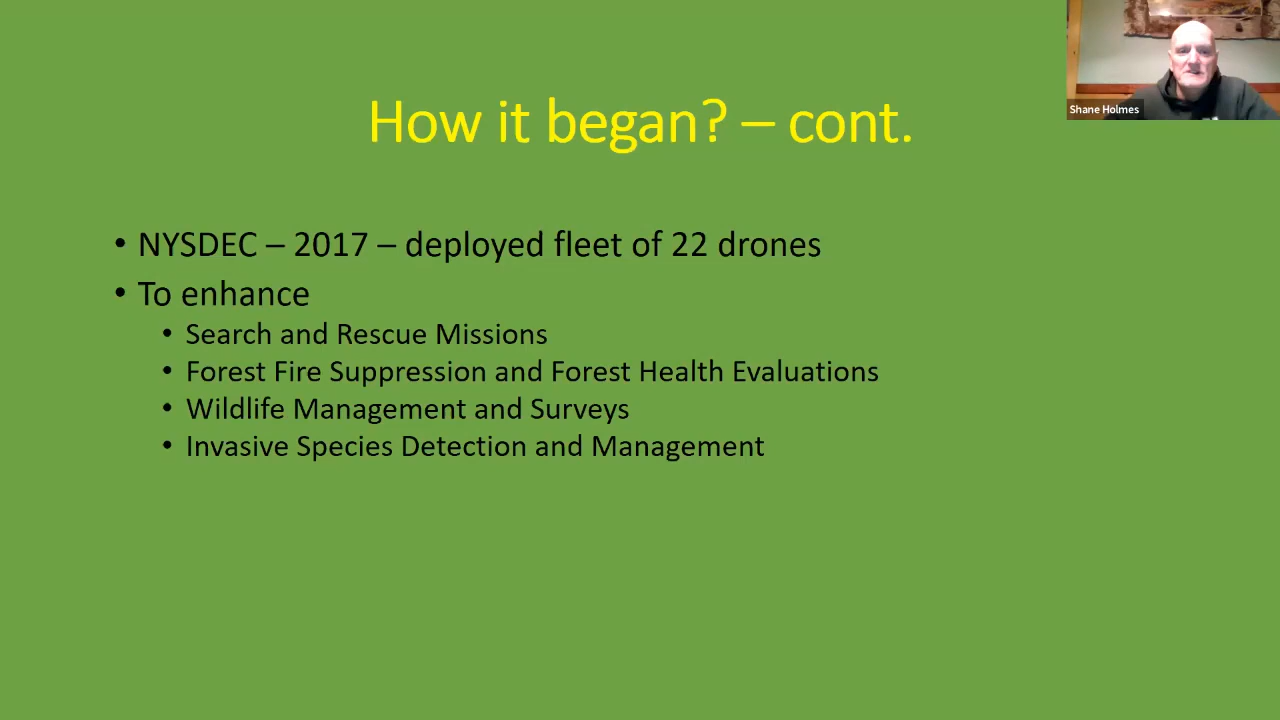 Shane Holmes
How it began? – cont.
• NYSDEC – 2017 – deployed fleet of 22 drones
• To enhance
• Search and Rescue Missions
• Forest Fire Suppression and Forest Health Evaluations
• Wildlife Management and Surveys
• Invasive Species Detection and Management